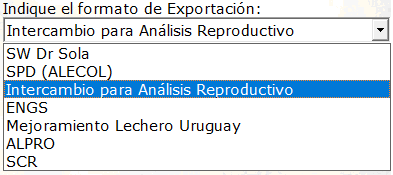 Indique el formato de Exportación:
Intercambio para Análisis Reproductivo
SW Dr Sola
SPD (ALECOL)
Intercambio para Análisis Reproductivo
ENGS
Mejoramiento Lechero Uruguay
ALPRO
SCR